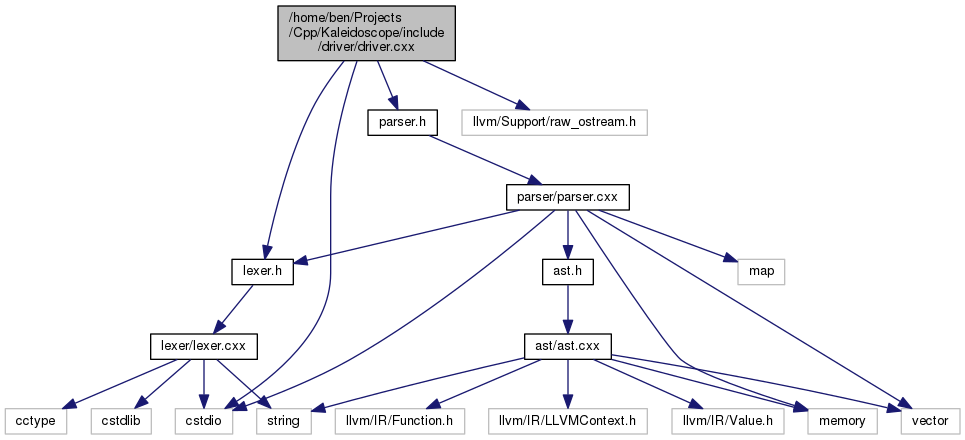 /home/ben/Projects
/Cpp/Kaleidoscope/include
/driver/driver.cxx
parser.h
llvm/Support/raw_ostream.h
parser/parser.cxx
lexer.h
ast.h
map
lexer/lexer.cxx
ast/ast.cxx
cctype
cstdlib
cstdio
string
llvm/IR/Function.h
llvm/IR/LLVMContext.h
llvm/IR/Value.h
memory
vector